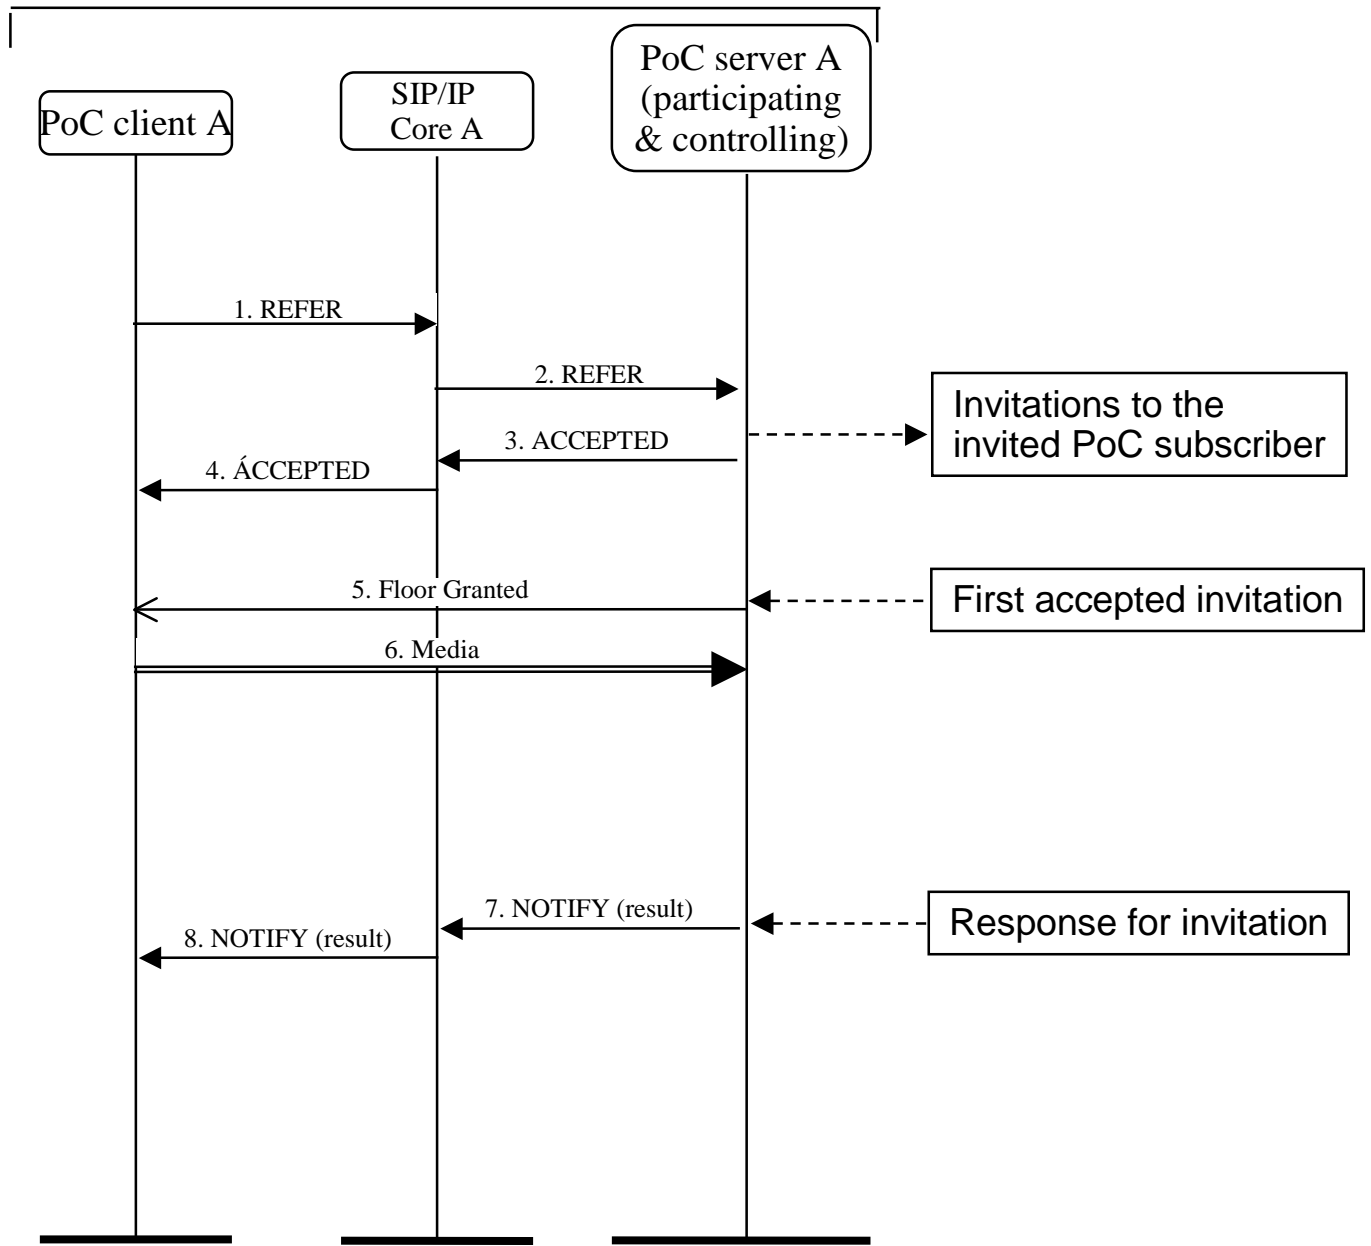 PoC client A
SIP/IP
Core A
PoC server A
(participating
& controlling)
1. REFER
2. REFER
3. ACCEPTED
4. ÁCCEPTED
Invitations to the
invited PoC subscriber
5. Floor Granted
First accepted invitation
6. Media
7. NOTIFY (result)
8. NOTIFY (result)
Response for invitation